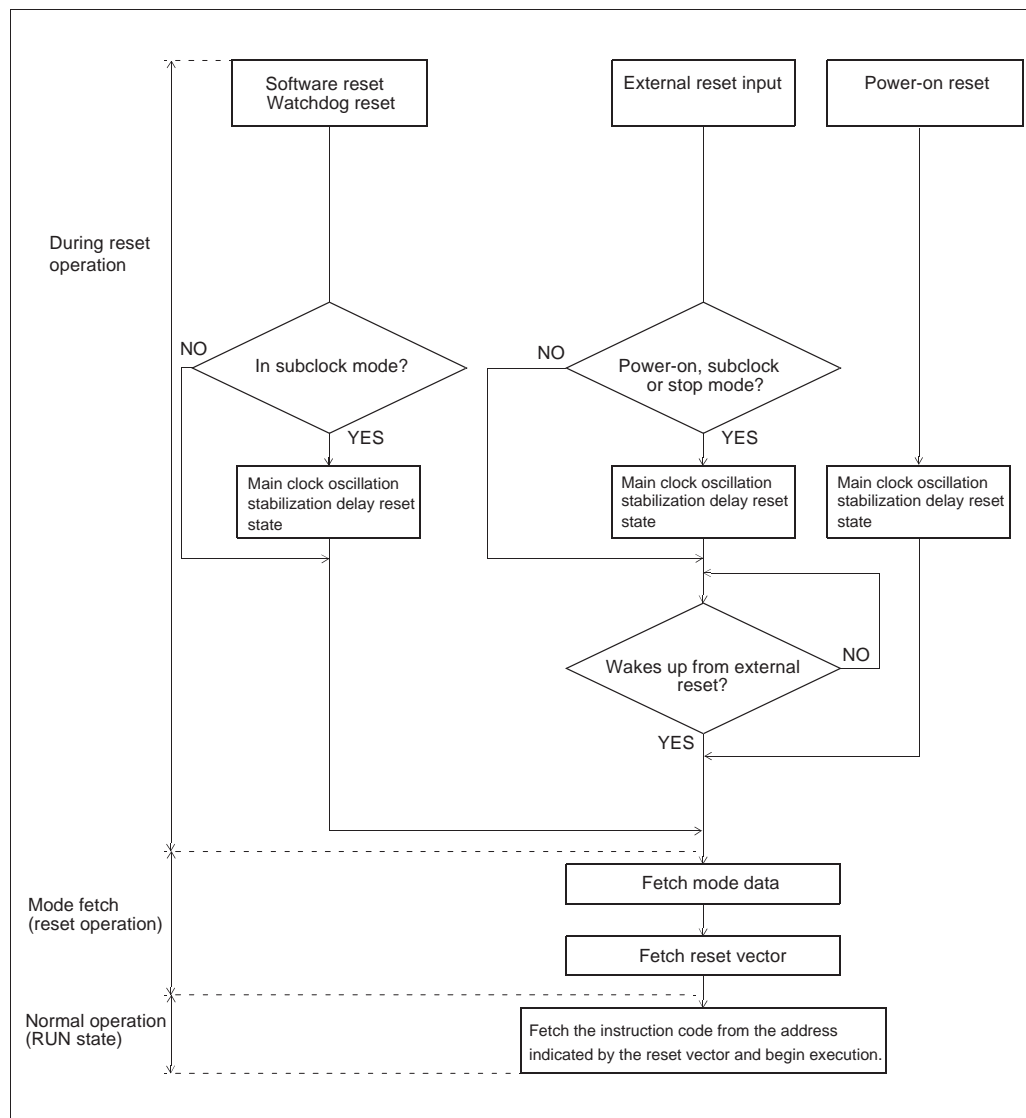 Software reset
Watchdog reset
External reset input
Power-on reset
During reset
operation
NO
In subclock mode?
YES
NO
Power-on, subclock
or stop mode?
YES
Main clock oscillation
stabilization delay reset
state
Main clock oscillation
stabilization delay reset
state
Main clock oscillation
stabilization delay reset
state
Wakes up from external
reset?
NO
YES
Mode fetch
(reset operation)
Fetch mode data
Fetch reset vector
Normal operation
(RUN state)
Fetch the instruction code from the address
indicated by the reset vector and begin execution.